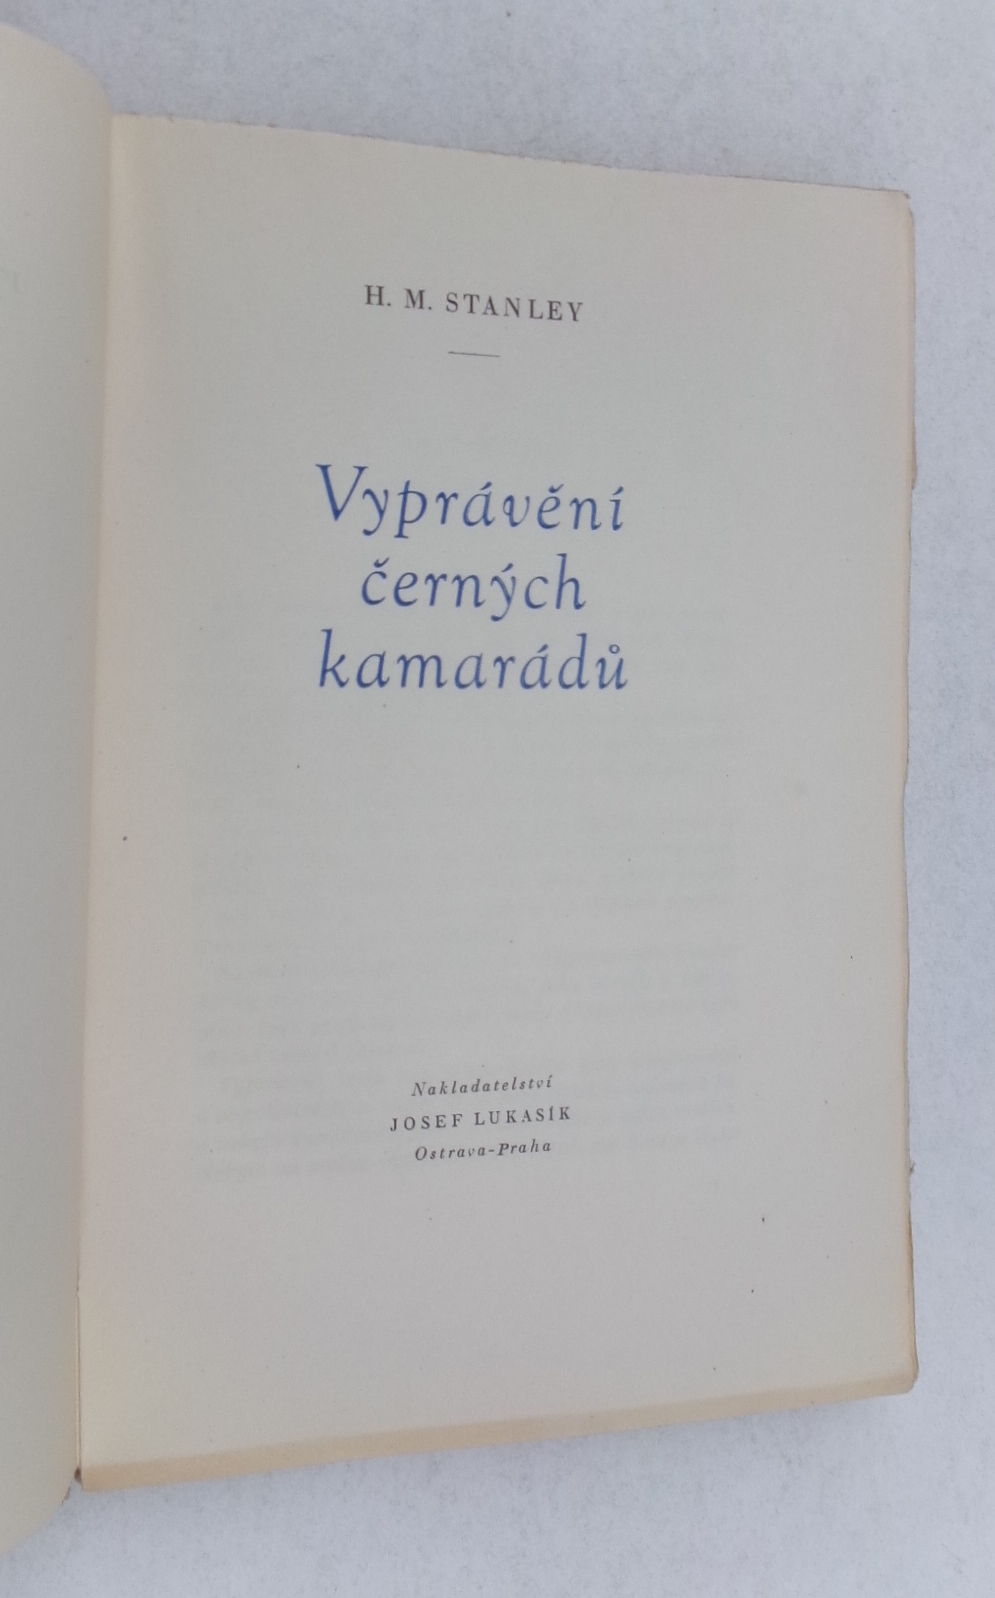 H. M. STANLEY
Vyprávění
černých
kamarádů
Nakladatelství
JOSEF LUKASÍK
Ostrava-Praha